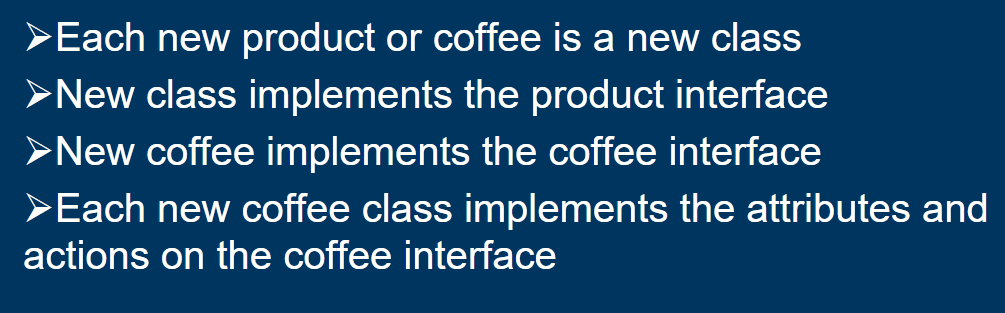 ➢Each new product or coffee is a new class
➢New class implements the product interface
➢New coffee implements the coffee interface
➢Each new coffee class implements the attributes and
actions on the coffee interface